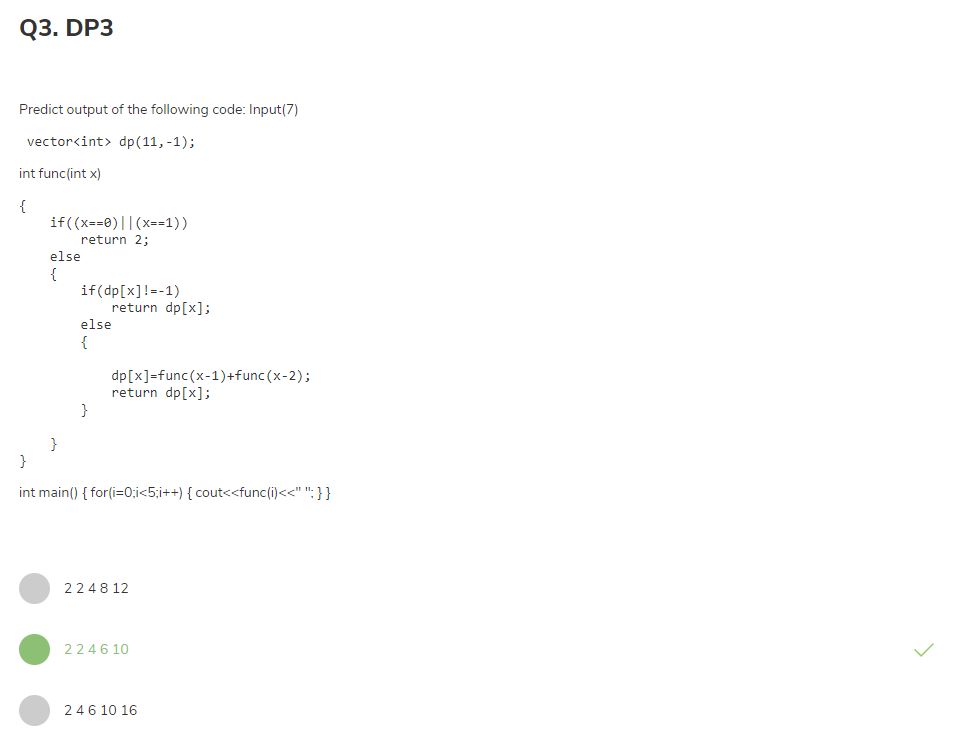 Q3. DP3
Predict output of the following code: Input(7)
vector<int> dp(11,-1);
int func(int x)
{
if((x==0)||(x==1))
return 2;
else
{
if(dp[x]!=-1)
return dp[x];
else
{
dp[x]=func(x-1)+func(x-2);
return dp[x];
}
}
}
int main() { for(i=0;i<5;i++) { cout<<func(i)<<" "; } }
2 2 4 8 12
2 2 4 6 10
2 4 6 10 16